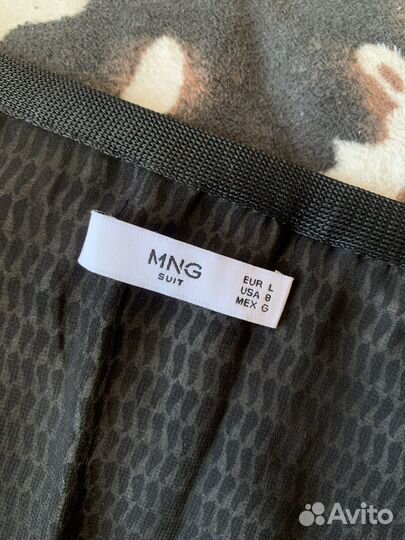 MNG
SUIT
EUR L
USA 8
MEX G
Avito